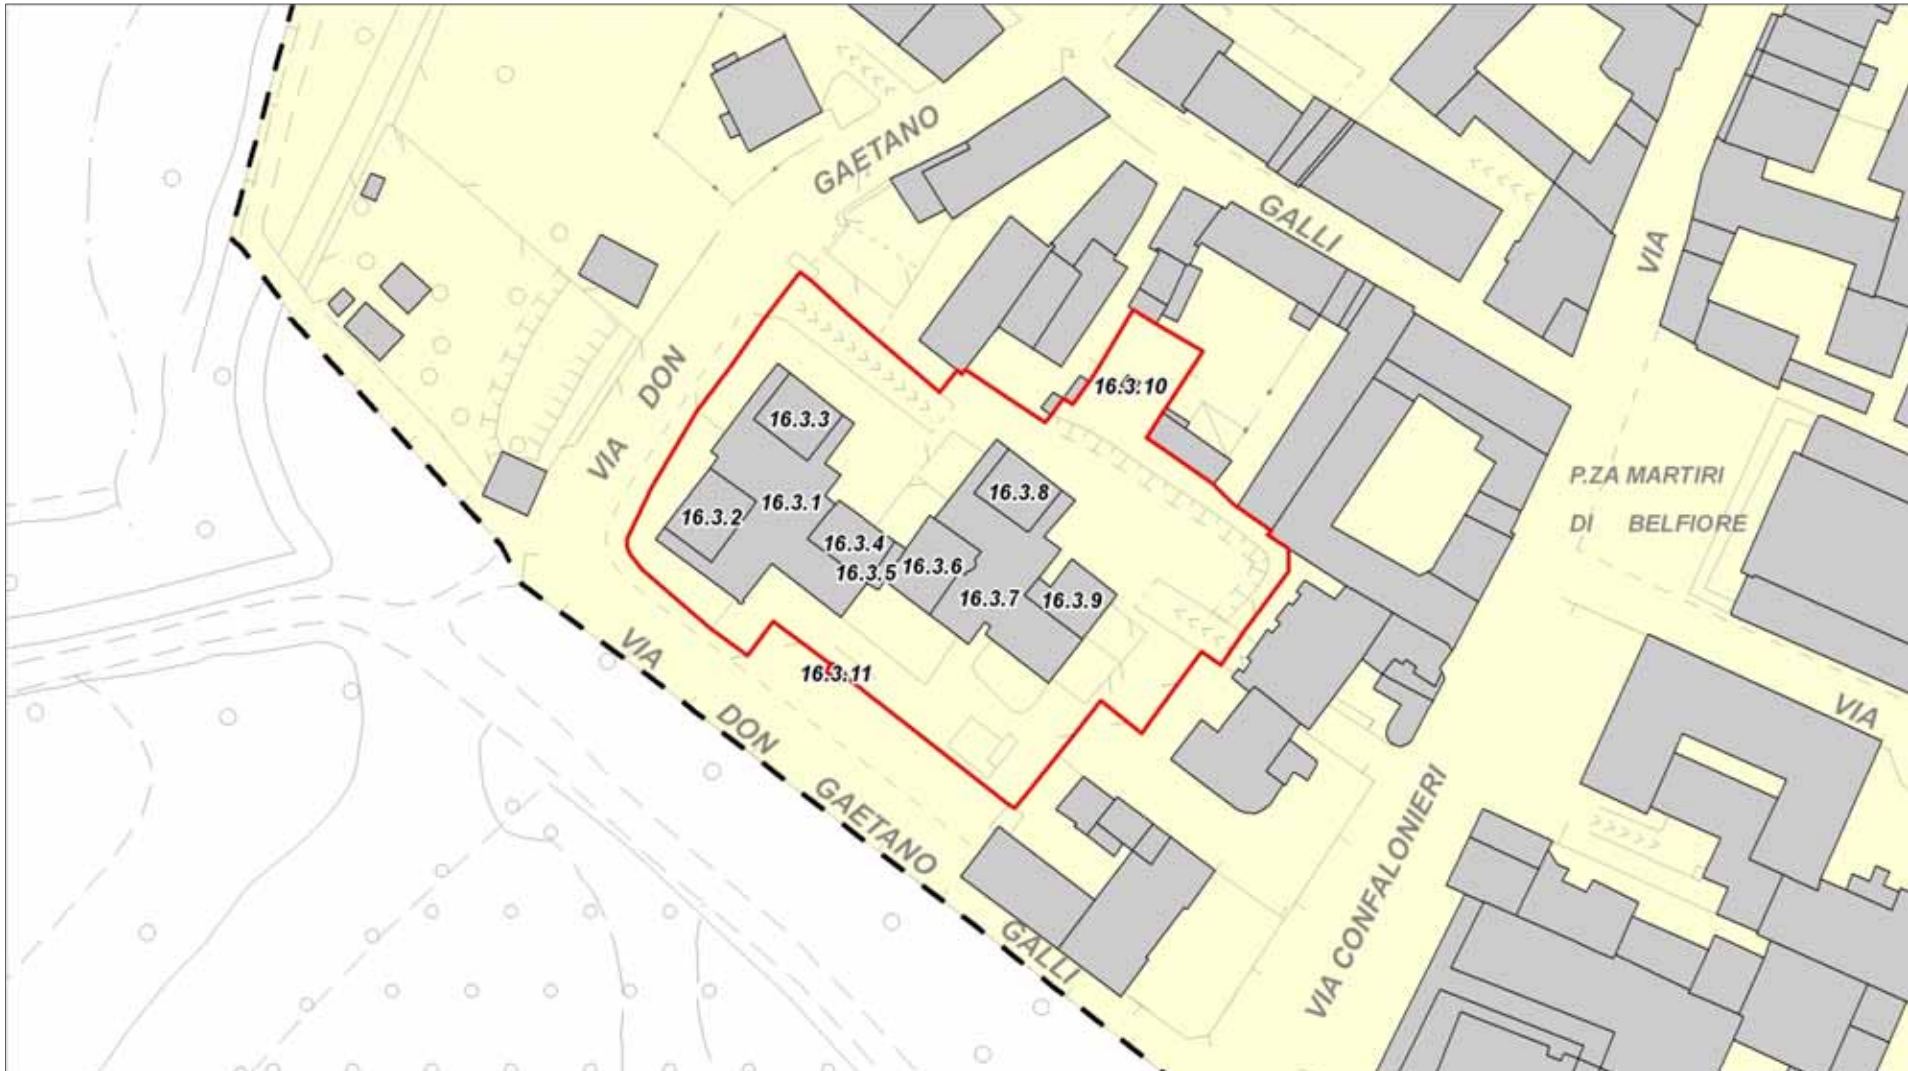 GAETANO
GALLI
VIA
DON
VIA
16.3.10
16.3.3
16.3.8
16.3.1
16.3.2
16.3.4
16.3.5
16.3.6
16.3.7
16.3.9
16.3.11
P.ZA MARTIRI
DI BELFIORE
VIA
VIA
DON
GAETANO
GALLI
VIA CONFALONIERI